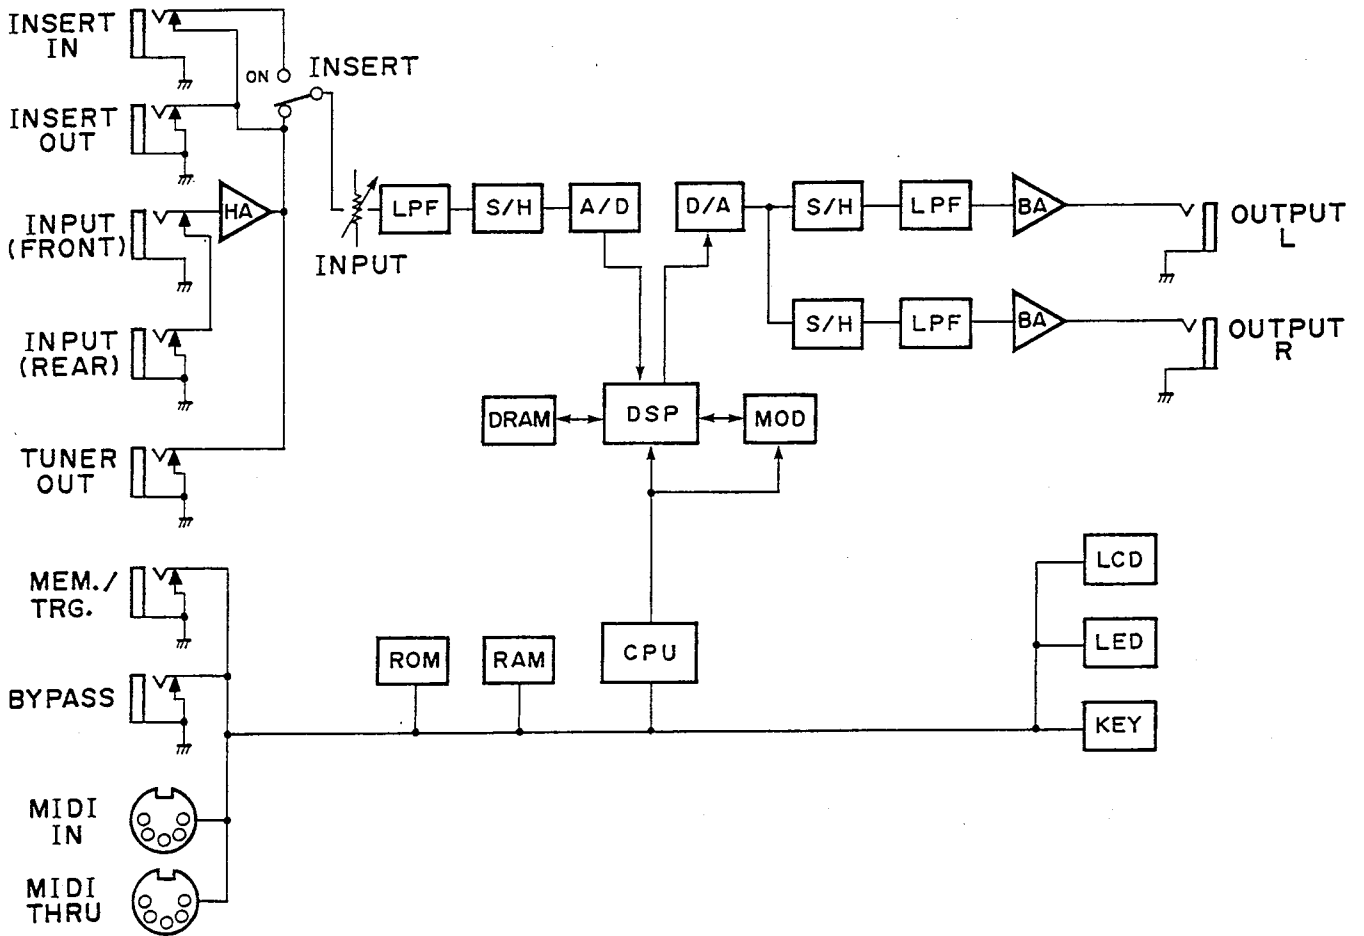 INSERT
IN
ON
INSERT
INSERT
OUT
HA
INPUT
(FRONT)
INPUT
LPF
S/H
A/D
D/A
S/H
LPF
BA
OUTPUT
L
S/H
LPF
BA
OUTPUT
R
INPUT
(REAR)
DRAM
DSP
MOD
TUNER
OUT
MEM./
TRG.
LCD
LED
KEY
ROM
RAM
CPU
BYPASS
MIDI
IN
MIDI
THRU